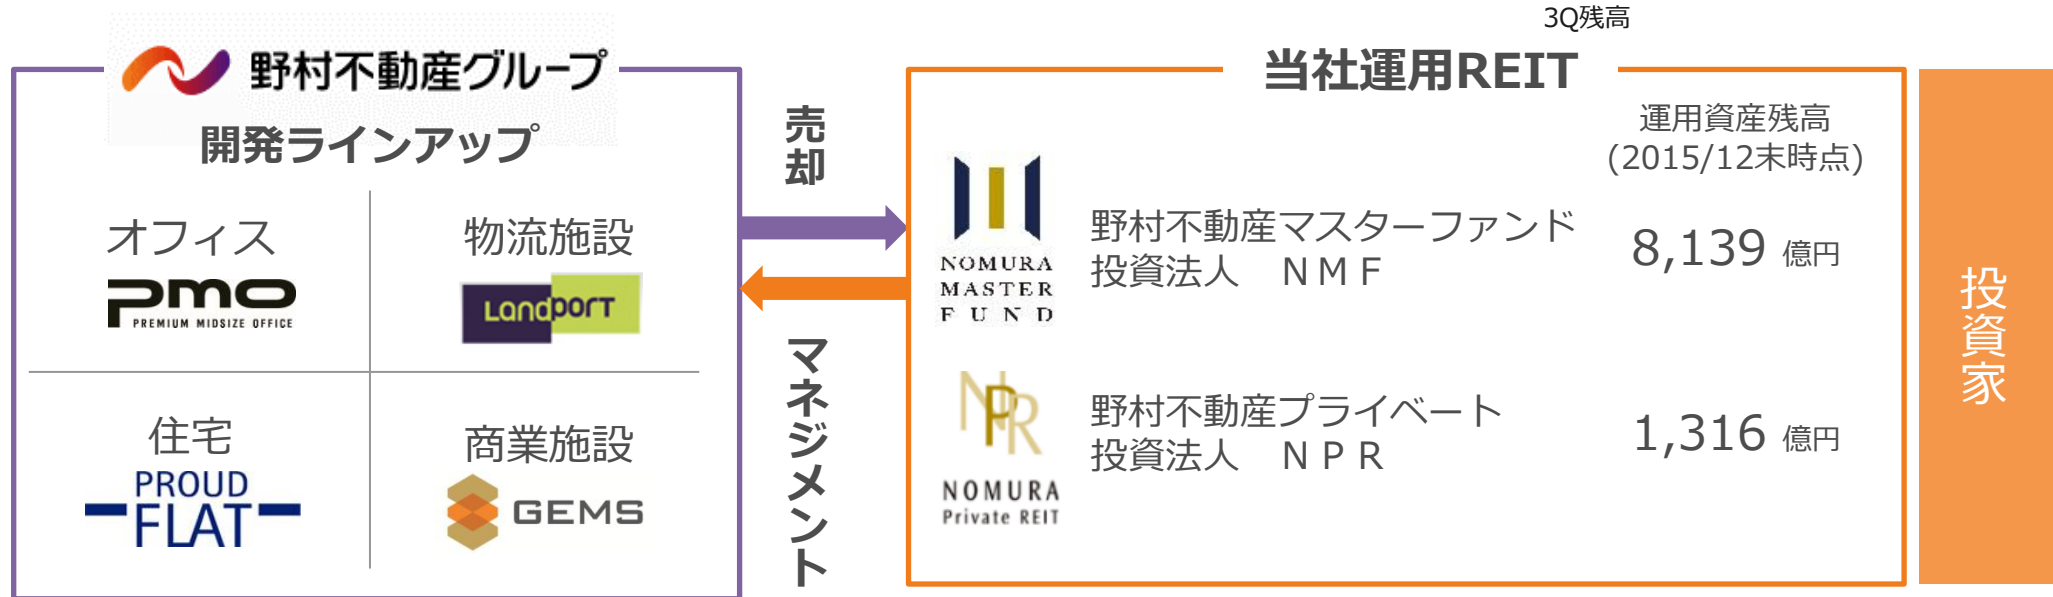 3Q残高
野村不動産グループ
開発ラインアップ
オフィス
pmo
PREMIUM MIDSIZE OFFICE
物流施設
Landport
住宅
PROUD
FLAT
商業施設
GEMS
売却
マネジメント
当社運用REIT
運用資産残高
(2015/12末時点)
NOMURA
MASTER
FUND
野村不動産マスターファンド
投資法人　ＮＭＦ
8,139 億円
NPR
NOMURA
Private REIT
野村不動産プライベート
投資法人　ＮＰＲ
1,316 億円
投資家